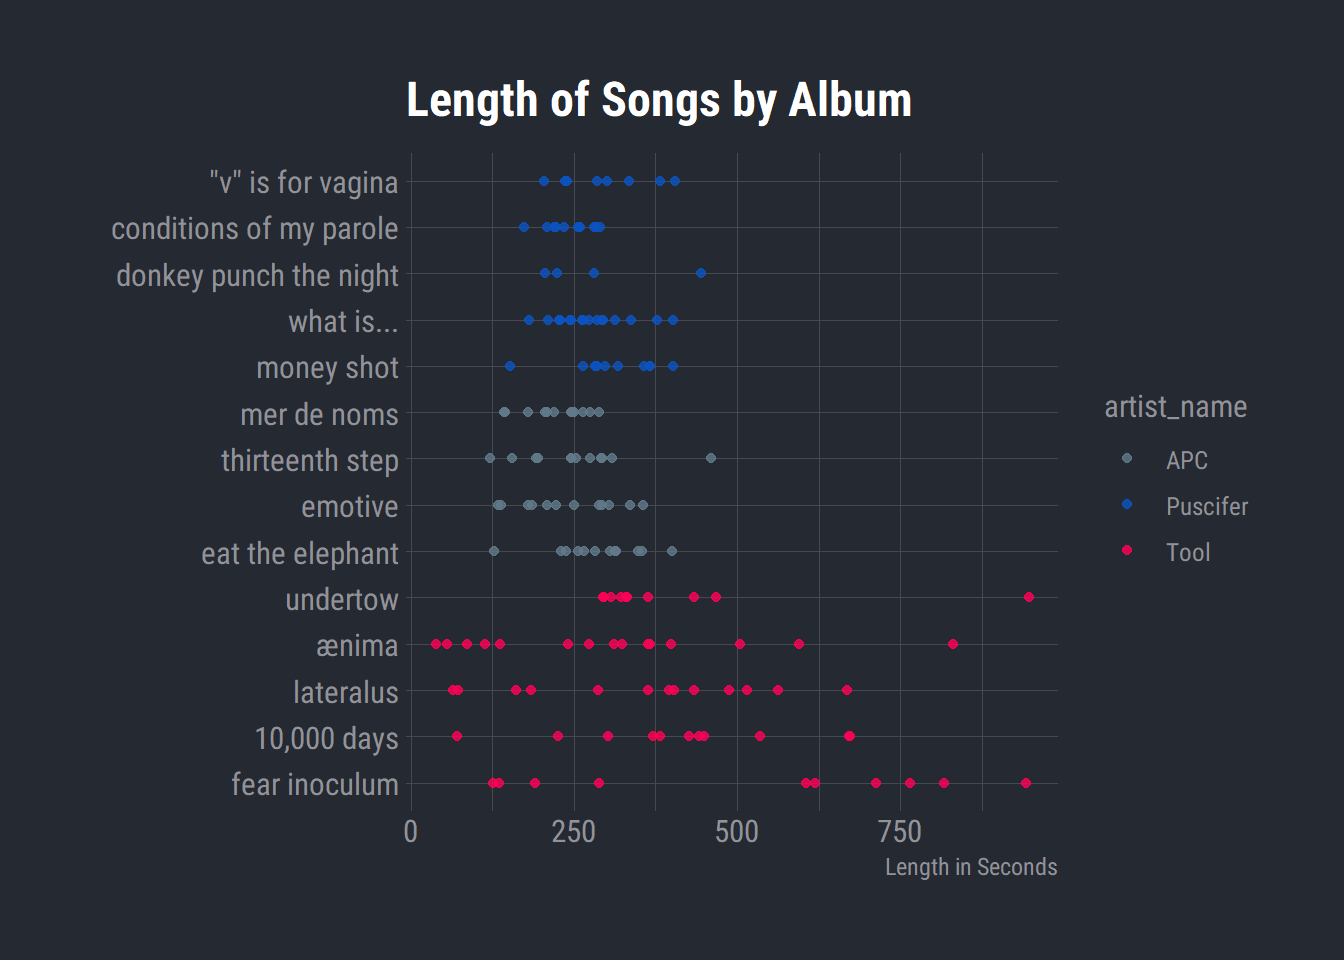 Length of Songs by Album
"v" is for vagina
conditions of my parole
donkey punch the night
what is...
money shot
mer de noms
thirteenth step
emotive
eat the elephant
undertow
ænima
lateralus
10,000 days
fear inoculum
0 250 500 750
Length in Seconds
artist_name
APC
Puscifer
Tool